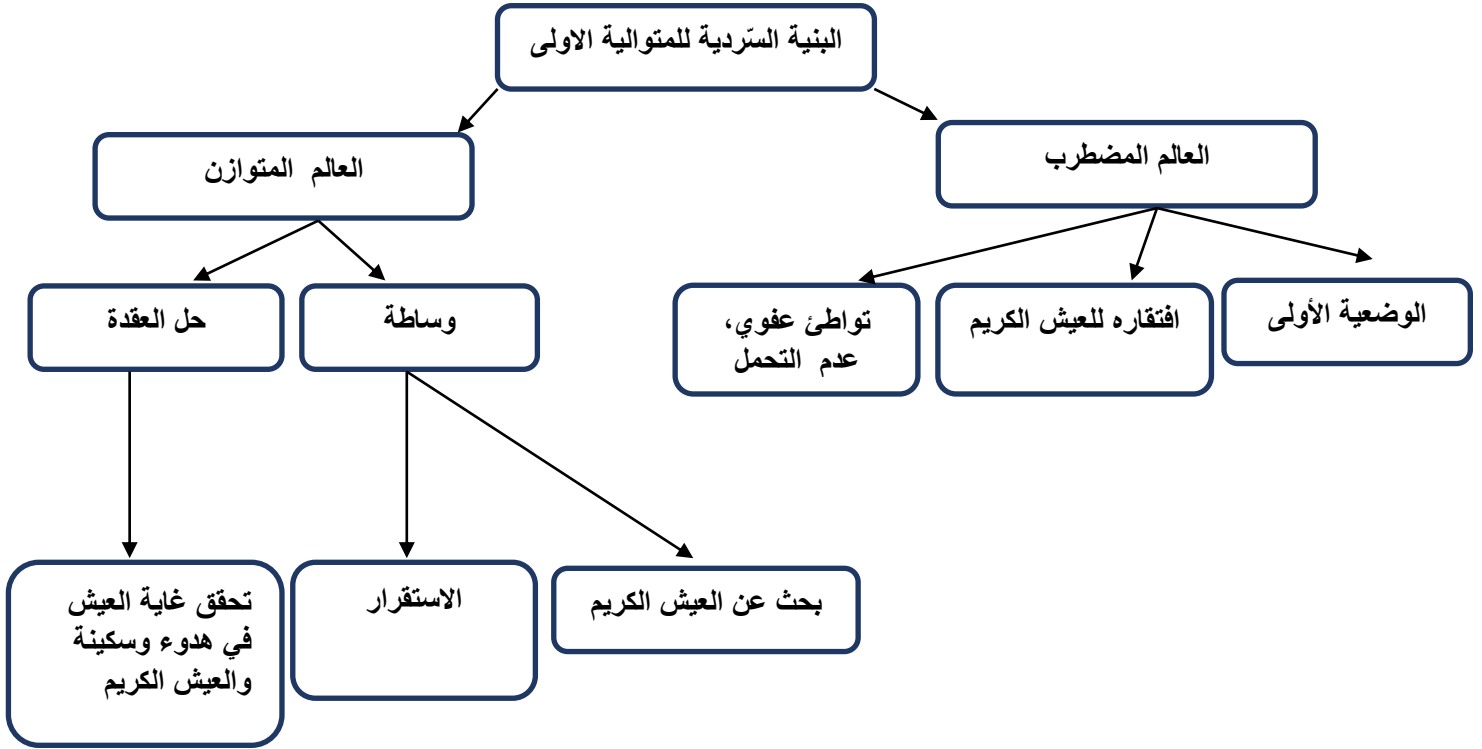 البنية السّردية للمتوالية الاولى
العالم المضطرب
العالم المتوازن
الوضعية الأولى
افتقاره للعيش الكريم
تواطئ عفوي،
عدم التحمل
وساطة
حل العقدة
بحث عن العيش الكريم
الاستقرار
تحقق غاية العيش
في هدوء وسكينة
والعيش الكريم